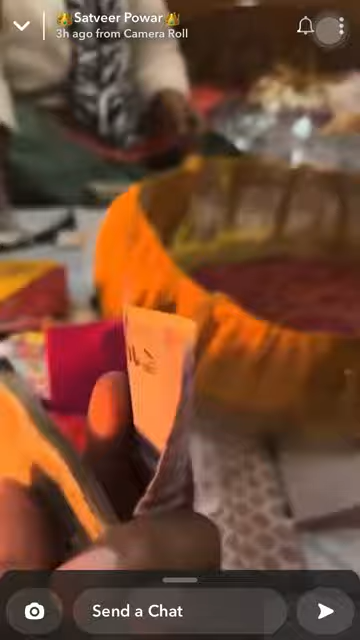 🔔Satveer Powar🔔
3h ago from Camera Roll
Send a Chat